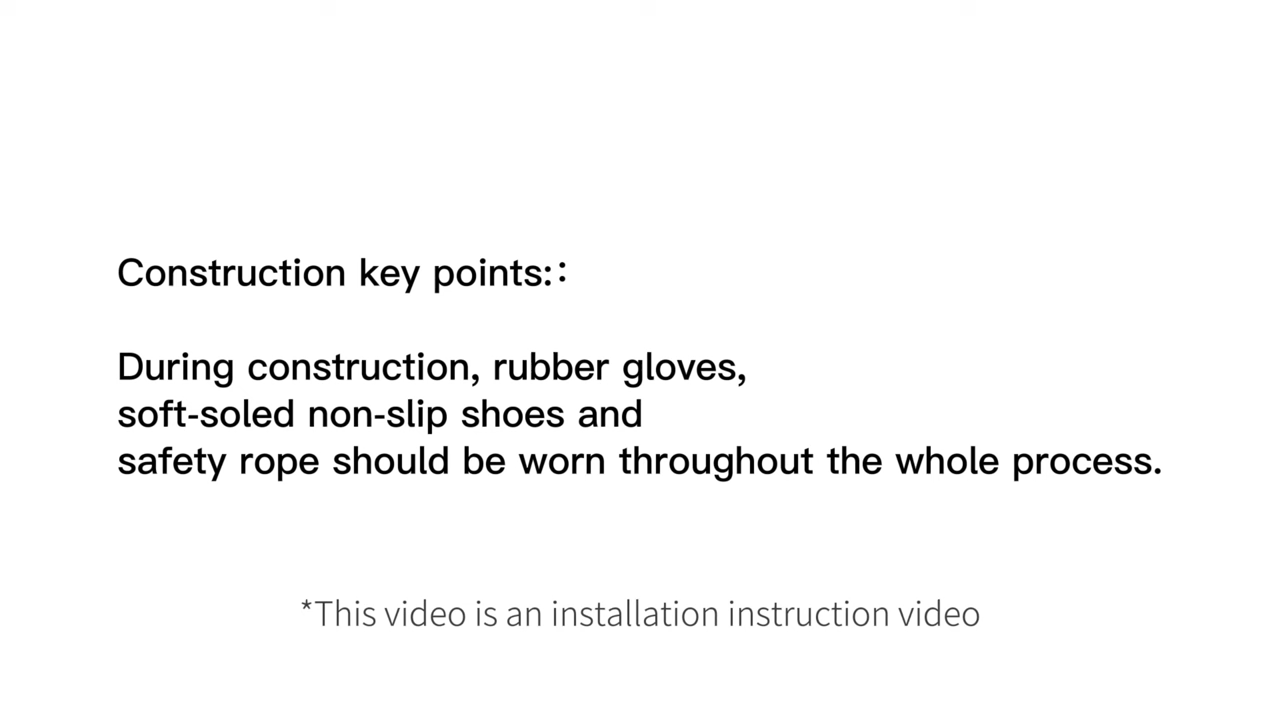 Construction key points:：
During construction, rubber gloves,
soft-soled non-slip shoes and
safety rope should be worn throughout the whole process.
*This video is an installation instruction video